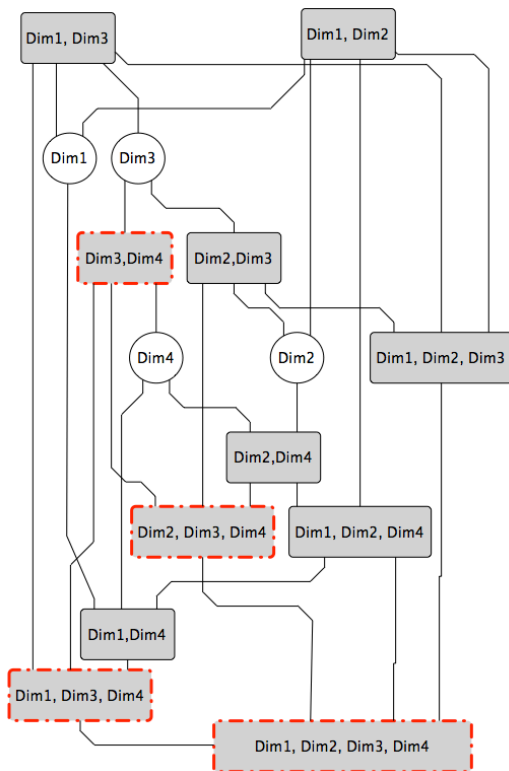 Dim1, Dim3
Dim1, Dim2
Dim1
Dim3
Dim3,Dim4
Dim2,Dim3
Dim4
Dim2
Dim1, Dim2, Dim3
Dim2,Dim4
Dim2, Dim3, Dim4
Dim1, Dim2, Dim4
Dim1,Dim4
Dim1, Dim3, Dim4
Dim1, Dim2, Dim3, Dim4